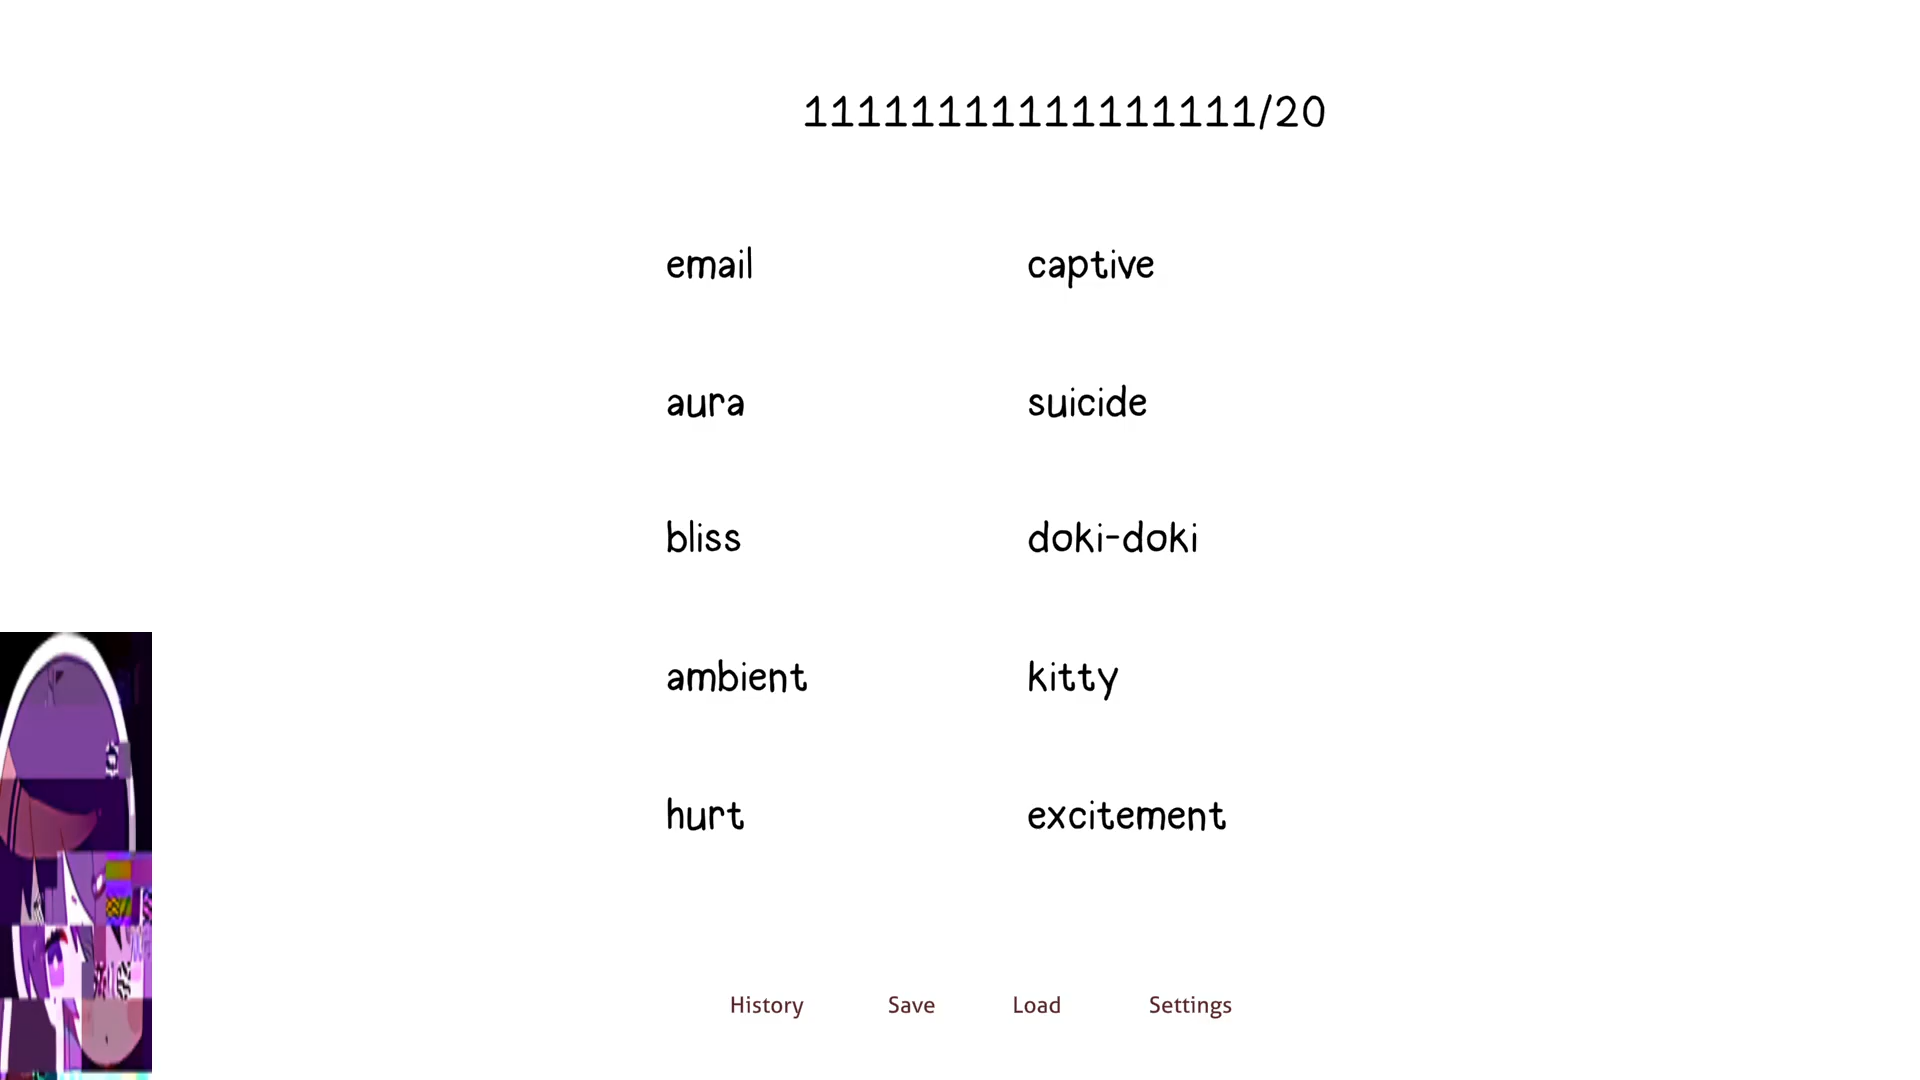 11111111111111111/20
email captive
aura suicide
bliss doki-doki
ambient kitty
hurt excitement
History Save Load Settings